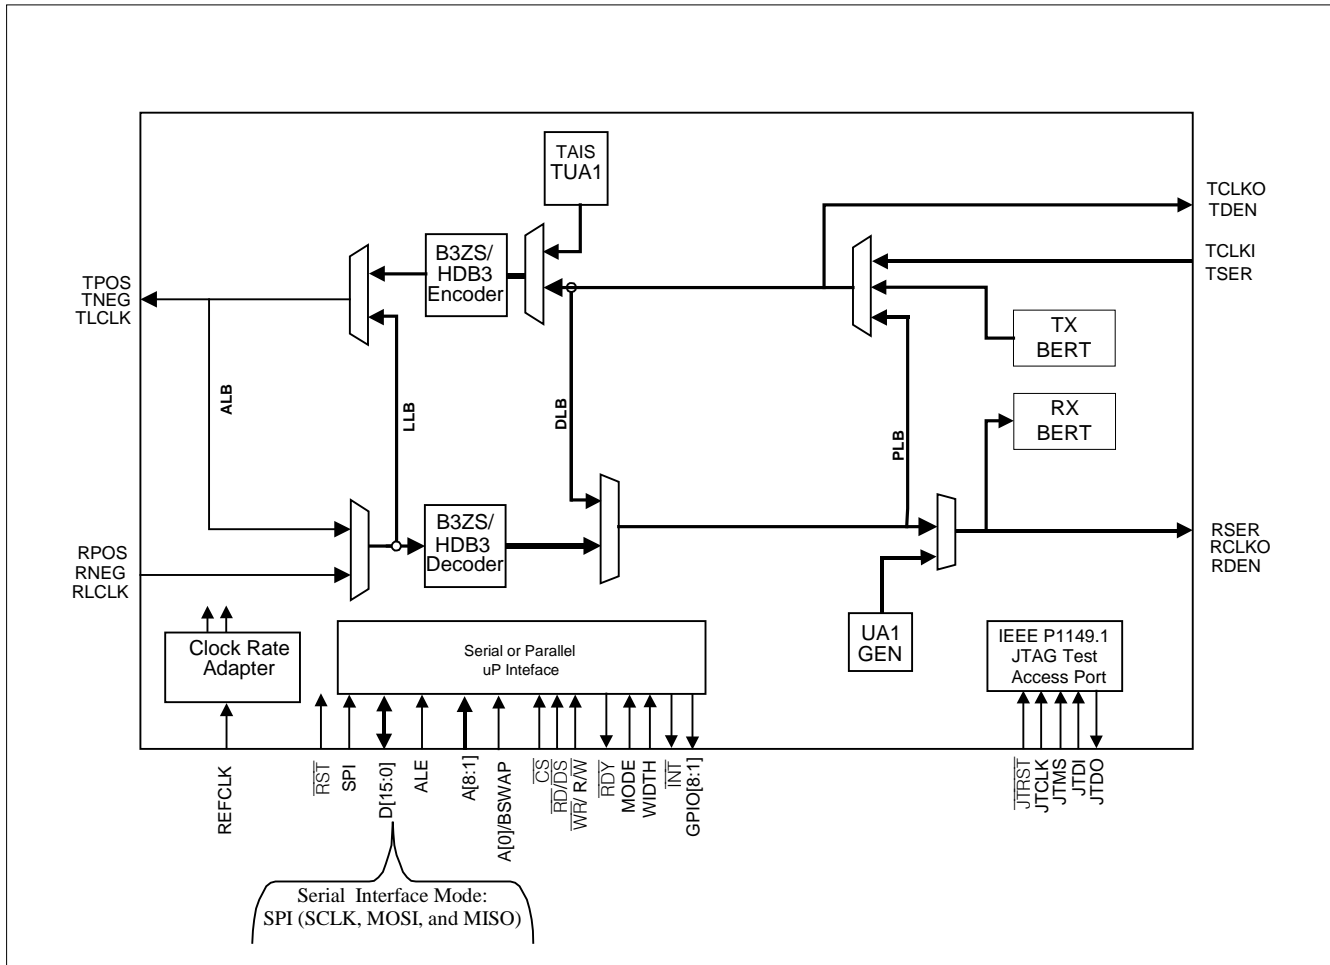 TAIS
TUA1
TCLKO
TDEN
TCLKI
TSER
B3ZS/
HDB3
Encoder
TPOS
TNEG
TLCLK
TX
BERT
RX
BERT
ALB
LLB
DLB
PLB
B3ZS/
HDB3
Decoder
RPOS
RNEG
RLCLK
RSER
RCLKO
RDEN
Clock Rate
Adapter
Serial or Parallel
uP Inteface
UA1
GEN
IEEE P1149.1
JTAG Test
Access Port
REFCLK
RST
SPI
D[15:0]
ALE
A[8:1]
A[0]/BSWAP
CS
RD/DS
WR/ R/W
RDY
MODE
WIDTH
INT
GPIO[8:1]
JTRST
JTCLK
JTMS
JTDI
JTDO
Serial Interface Mode:
SPI (SCLK, MOSI, and MISO)